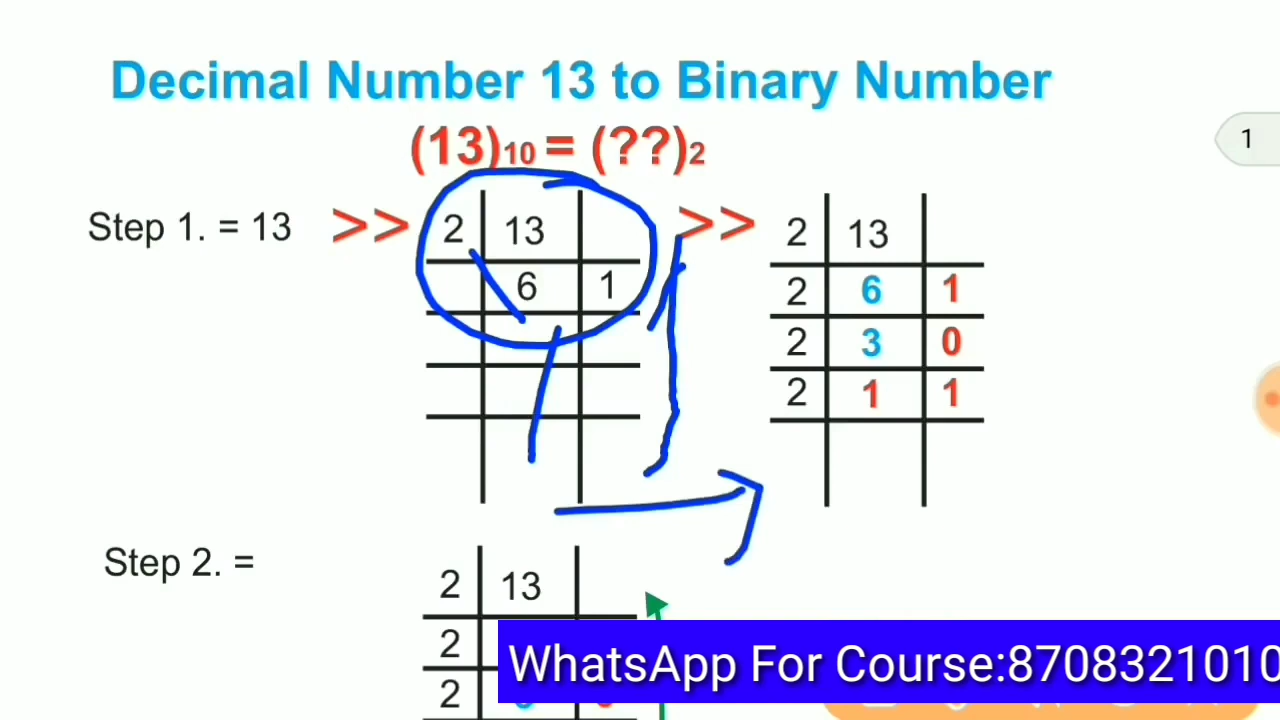 Decimal Number 13 to Binary Number
(13)10 = (??)2
1
Step 1. = 13 >> 2 13 >> 2 13
6 1 2 6 1
2 3 0
2 1 1
Step 2. = 2 13
2
2
WhatsApp For Course:8708321010